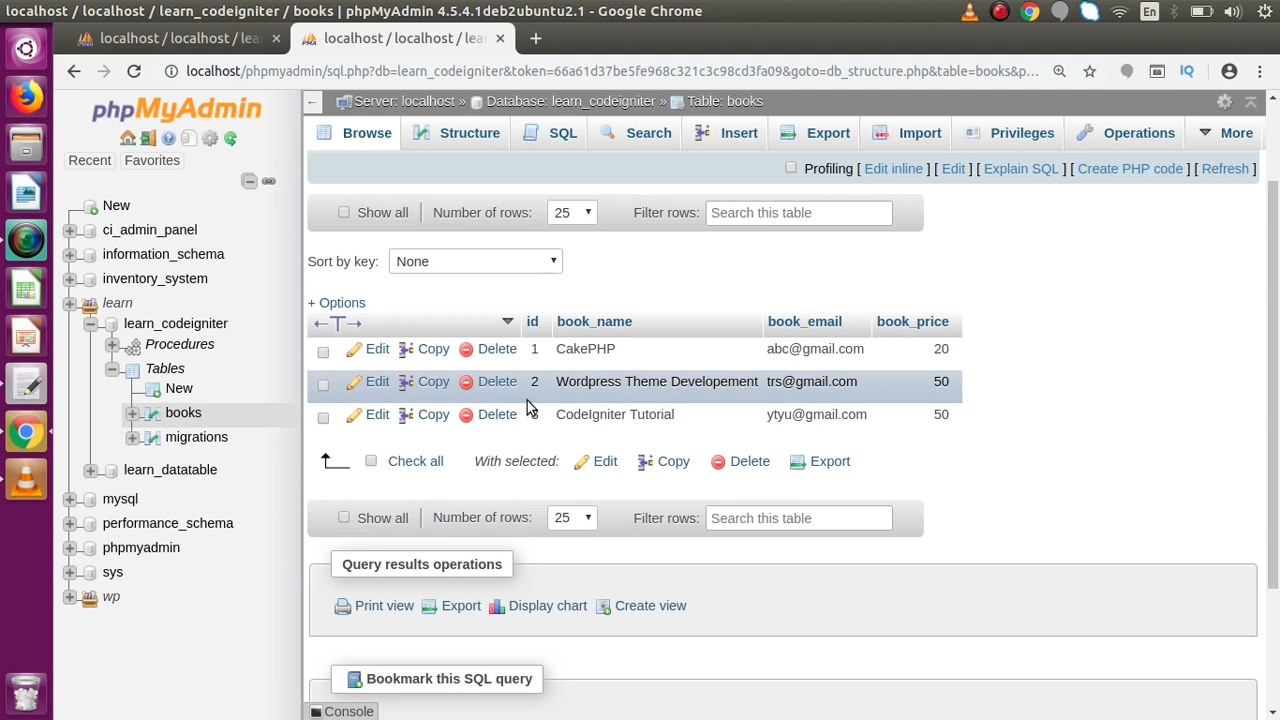 localhost / localhost / learn_codeigniter / books | phpMyAdmin 4.5.4.1deb2ubuntu2.1 - Google Chrome
En
localhost / localhost / lea
localhost / localhost / lea
localhost/phpmyadmin/sql.php?db=learn_codeigniter&token=66a61d37be5fe968c321c3c98cd3fa09&goto=db_structure.php&table=books&p...
IQ
phpMyAdmin
Recent Favorites
New
ci_admin_panel
information_schema
inventory_system
learn
learn_codeigniter
Procedures
Tables
New
books
migrations
learn_datatable
mysql
performance_schema
phpmyadmin
sys
wp
Server: localhost » Database: learn_codeigniter » Table: books
Browse Structure SQL Search Insert Export Import Privileges Operations More
Profiling [ Edit inline ] [ Edit ] [ Explain SQL ] [ Create PHP code ] [ Refresh ]
Show all Number of rows: 25 Filter rows: Search this table
Sort by key: None
+ Options
id book_name book_email book_price
Edit Copy Delete 1 CakePHP abc@gmail.com 20
Edit Copy Delete 2 Wordpress Theme Developement trs@gmail.com 50
Edit Copy Delete 3 CodeIgniter Tutorial ytyu@gmail.com 50
Check all With selected: Edit Copy Delete Export
Show all Number of rows: 25 Filter rows: Search this table
Query results operations
Print view Export Display chart Create view
Bookmark this SQL query
Console